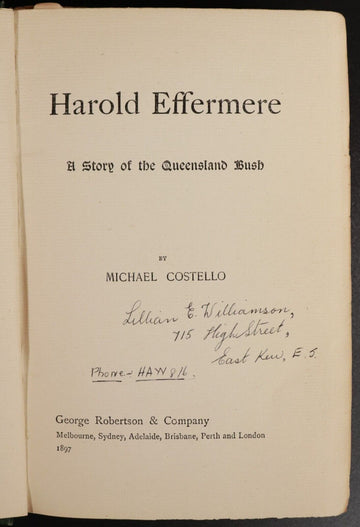 Harold Effermere
A Story of the Queensland Bush
BY
MICHAEL COSTELLO
Lillian E. Williamson,
715 High Street,
East Kew, E.5.
Phone - HAW 816.
George Robertson & Company
Melbourne, Sydney, Adelaide, Brisbane, Perth and London
1897